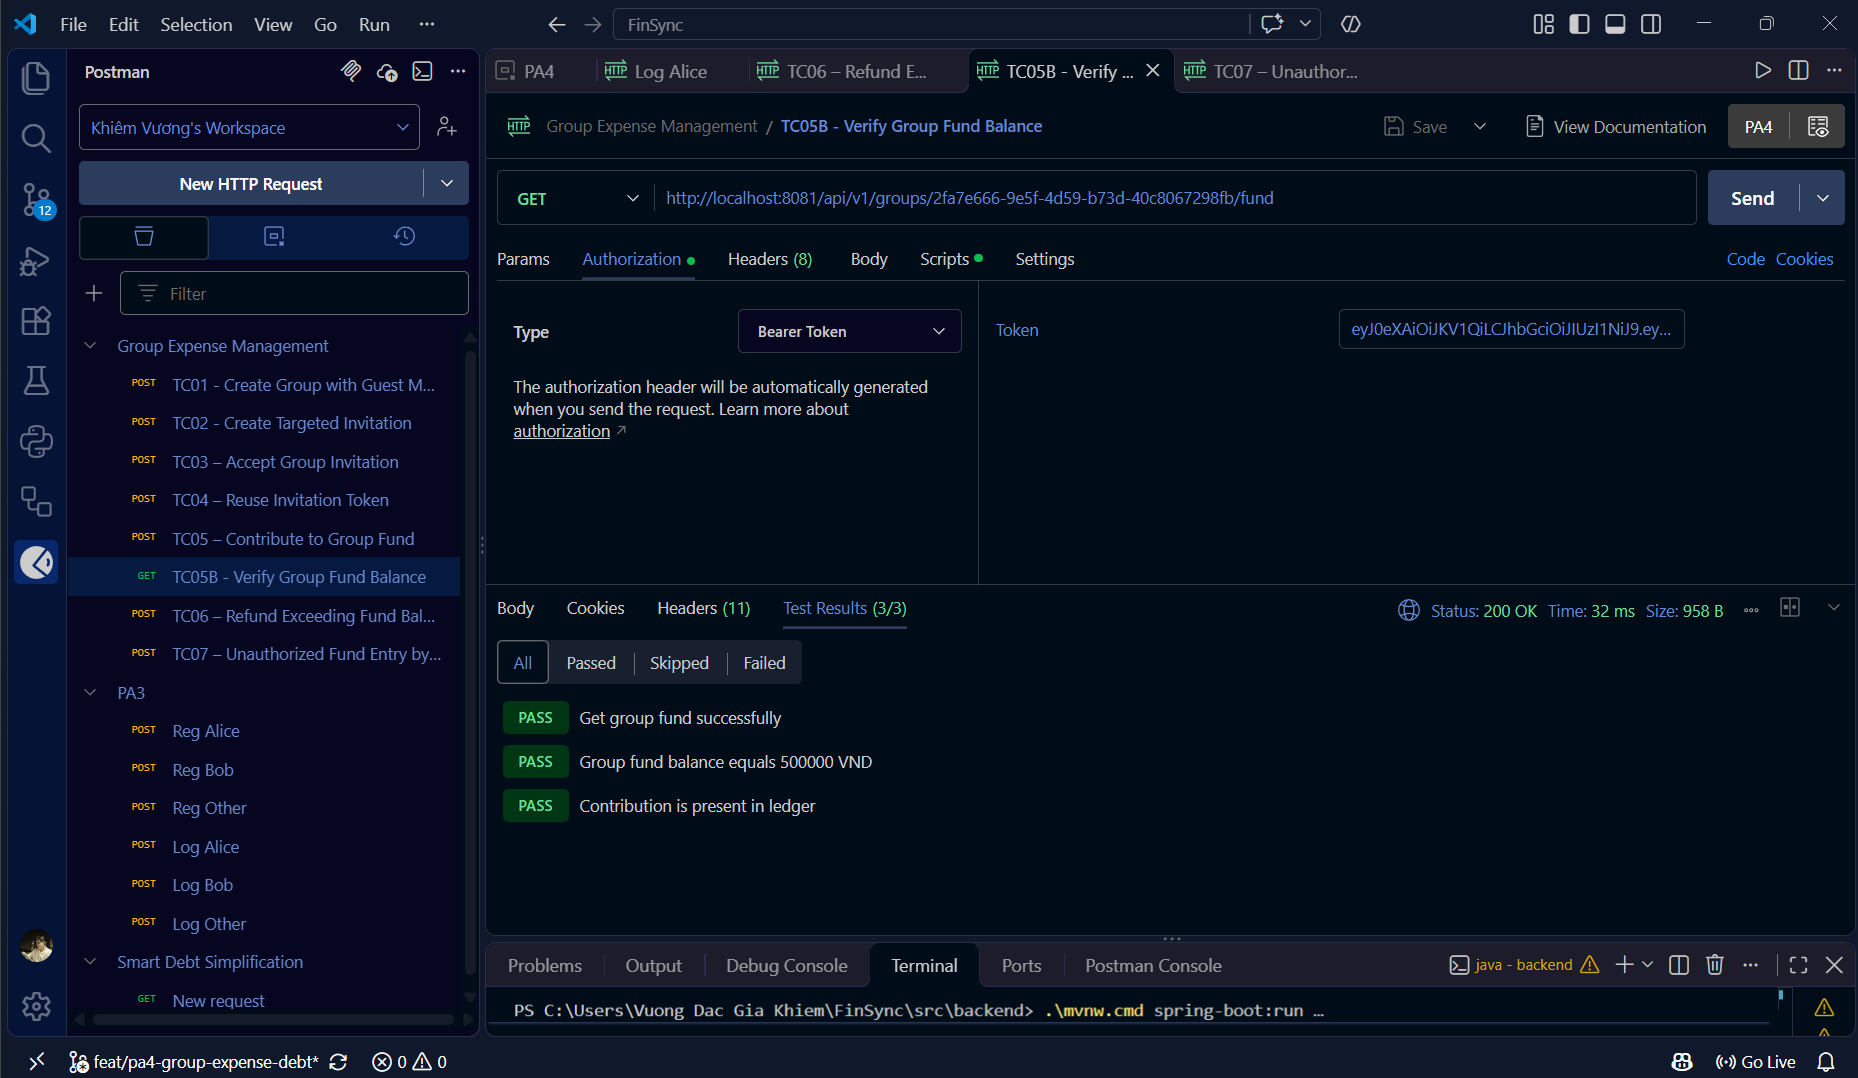 File Edit Selection View Go Run
FinSync
Postman
Khiêm Vương's Workspace
New HTTP Request
Filter
Group Expense Management
POST TC01 - Create Group with Guest M...
POST TC02 - Create Targeted Invitation
POST TC03 – Accept Group Invitation
POST TC04 – Reuse Invitation Token
POST TC05 – Contribute to Group Fund
GET TC05B - Verify Group Fund Balance
POST TC06 – Refund Exceeding Fund Bal...
POST TC07 – Unauthorized Fund Entry by...
PA3
POST Reg Alice
POST Reg Bob
POST Reg Other
POST Log Alice
POST Log Bob
POST Log Other
Smart Debt Simplification
GET New request
12
PA4
HTTP Log Alice
HTTP TC06 – Refund E...
HTTP TC05B - Verify ...
HTTP TC07 – Unauthor...
HTTP Group Expense Management / TC05B - Verify Group Fund Balance
Save
View Documentation
PA4
GET http://localhost:8081/api/v1/groups/2fa7e666-9e5f-4d59-b73d-40c8067298fb/fund
Send
Params Authorization Headers (8) Body Scripts Settings
Code Cookies
Type Bearer Token
The authorization header will be automatically generated
when you send the request. Learn more about
authorization
Token eyJ0eXAiOiJKV1QiLCJhbGciOiJIUzI1NiJ9.ey...
Body Cookies Headers (11) Test Results (3/3)
Status: 200 OK Time: 32 ms Size: 958 B
All Passed Skipped Failed
PASS Get group fund successfully
PASS Group fund balance equals 500000 VND
PASS Contribution is present in ledger
Problems Output Debug Console Terminal Ports Postman Console
java - backend
PS C:\Users\Vuong Dac Gia Khiem\FinSync\src\backend> .\mvnw.cmd spring-boot:run …
feat/pa4-group-expense-debt* 0 0
Go Live